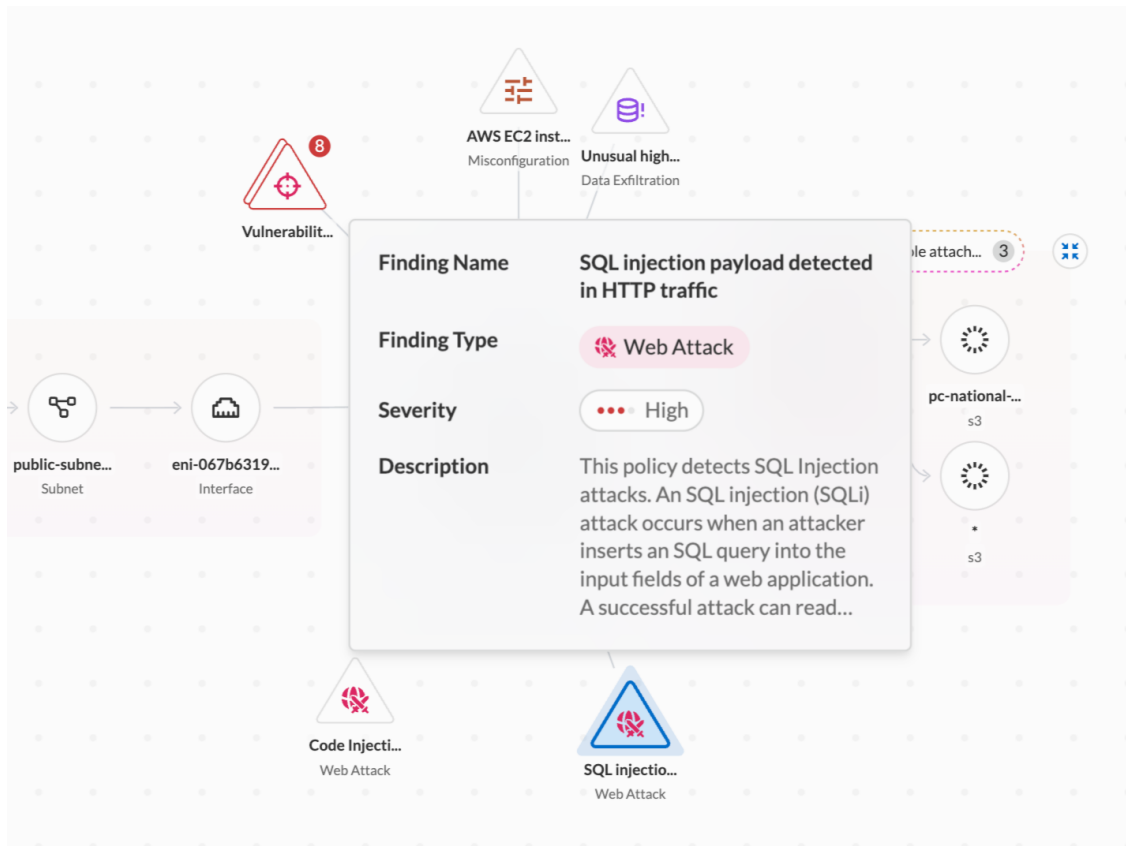 AWS EC2 inst...
Misconfiguration
Unusual high...
Data Exfiltration
8
Vulnerabilit...
Finding Name
SQL injection payload detected
in HTTP traffic
Finding Type
Web Attack
Severity
High
Description
This policy detects SQL Injection
attacks. An SQL injection (SQLi)
attack occurs when an attacker
inserts an SQL query into the
input fields of a web application.
A successful attack can read...
attach...
3
pc-national-...
s3
*
s3
public-subne...
Subnet
eni-067b6319...
Interface
Code Injecti...
Web Attack
SQL injectio...
Web Attack